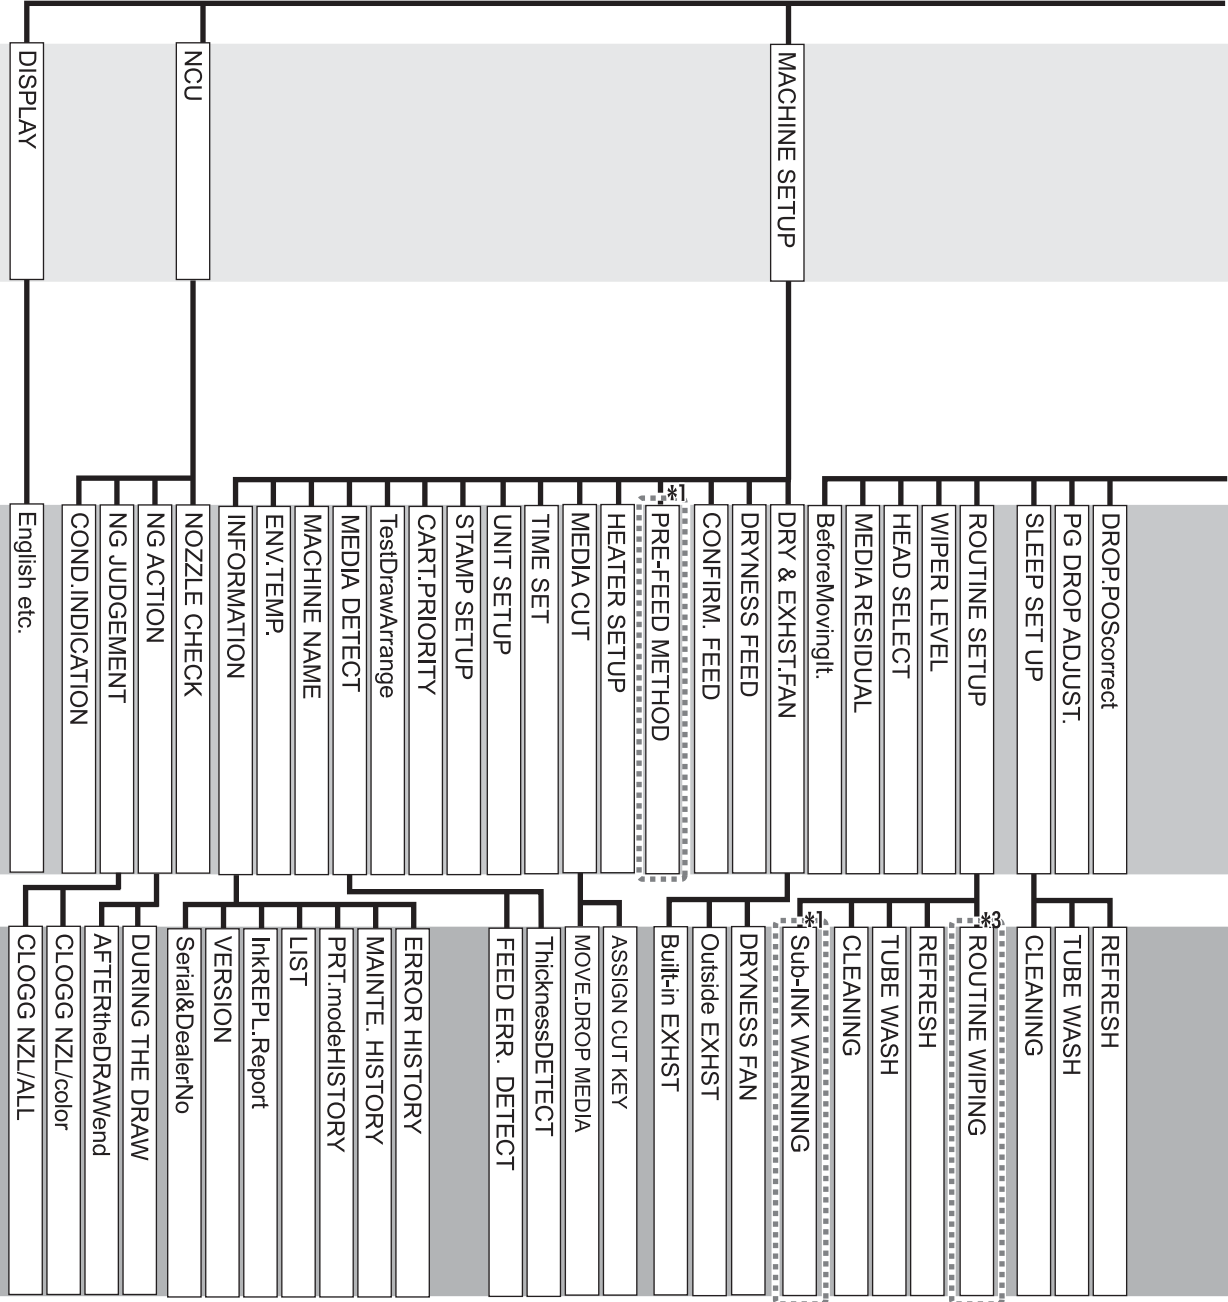 DROP.POScorrect
PG DROP ADJUST.
SLEEP SET UP
REFRESH
TUBE WASH
CLEANING
ROUTINE SETUP
*3
ROUTINE WIPING
REFRESH
TUBE WASH
CLEANING
*1
Sub-INK WARNING
WIPER LEVEL
HEAD SELECT
MEDIA RESIDUAL
BeforeMovingIt.
MACHINE SETUP
DRY & EXHST.FAN
DRYNESS FAN
Outside EXHST
Built-in EXHST
DRYNESS FEED
CONFIRM. FEED
*1
PRE-FEED METHOD
HEATER SETUP
MEDIA CUT
ASSIGN CUT KEY
MOVE.DROP MEDIA
TIME SET
UNIT SETUP
STAMP SETUP
CART.PRIORITY
TestDrawArrange
MEDIA DETECT
ThicknessDETECT
FEED ERR. DETECT
MACHINE NAME
ENV.TEMP.
INFORMATION
ERROR HISTORY
MAINTE. HISTORY
PRT.modeHISTORY
LIST
InkREPL.Report
VERSION
Serial&DealerNo
NCU
NOZZLE CHECK
NG ACTION
DURING THE DRAW
AFTERtheDRAWend
NG JUDGEMENT
CLOGG NZL/color
CLOGG NZL/ALL
COND.INDICATION
DISPLAY
English etc.